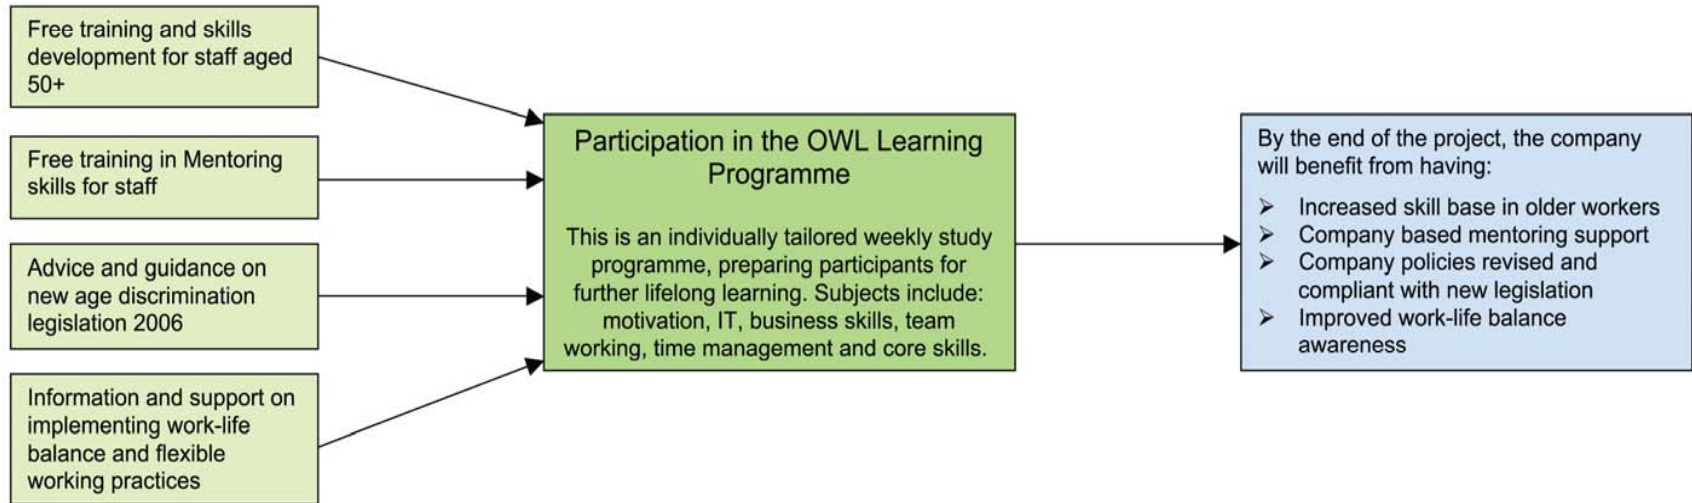 Free training and skills
development for staff aged
50+
Free training in Mentoring
skills for staff
Advice and guidance on
new age discrimination
legislation 2006
Information and support on
implementing work-life
balance and flexible
working practices
Participation in the OWL Learning
Programme
This is an individually tailored weekly study
programme, preparing participants for
further lifelong learning. Subjects include:
motivation, IT, business skills, team
working, time management and core skills.
By the end of the project, the company
will benefit from having:
➢ Increased skill base in older workers
➢ Company based mentoring support
➢ Company policies revised and
compliant with new legislation
➢ Improved work-life balance
awareness